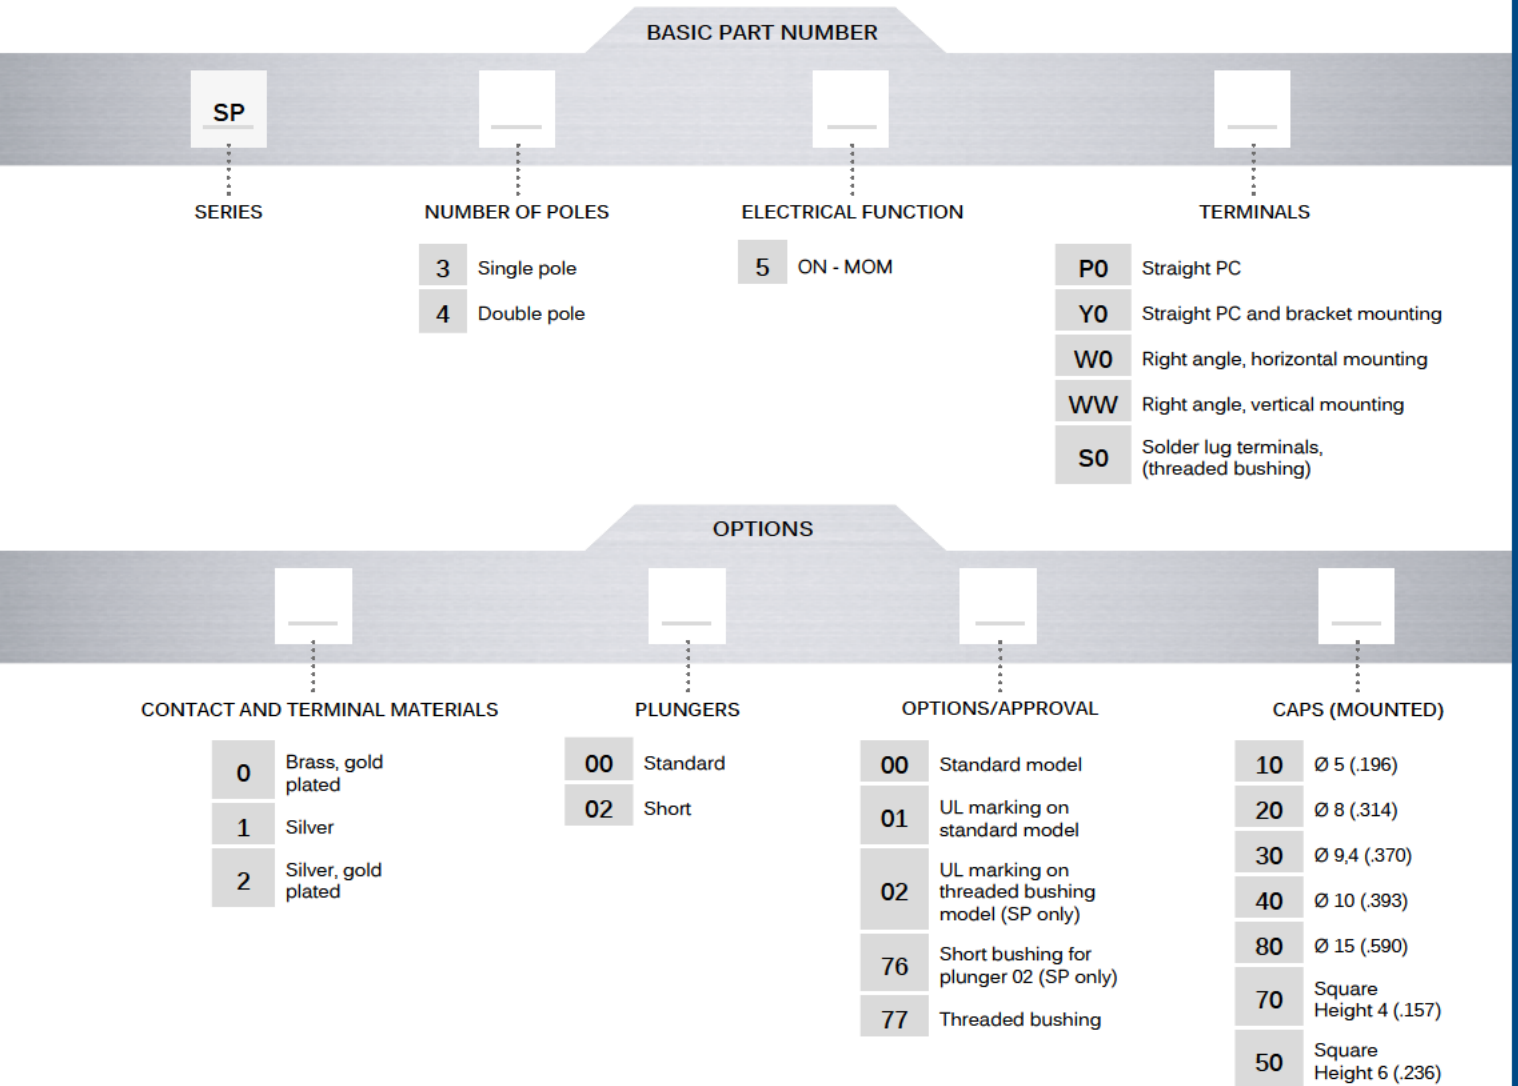 BASIC PART NUMBER
SP
SERIES
NUMBER OF POLES
ELECTRICAL FUNCTION
TERMINALS
3 Single pole
4 Double pole
5 ON - MOM
P0 Straight PC
Y0 Straight PC and bracket mounting
W0 Right angle, horizontal mounting
WW Right angle, vertical mounting
S0 Solder lug terminals,
(threaded bushing)
OPTIONS
CONTACT AND TERMINAL MATERIALS
PLUNGERS
OPTIONS/APPROVAL
CAPS (MOUNTED)
0 Brass, gold
plated
1 Silver
2 Silver, gold
plated
00 Standard
02 Short
00 Standard model
01 UL marking on
standard model
02 UL marking on
threaded bushing
model (SP only)
76 Short bushing for
plunger 02 (SP only)
77 Threaded bushing
10 Ø 5 (.196)
20 Ø 8 (.314)
30 Ø 9,4 (.370)
40 Ø 10 (.393)
80 Ø 15 (.590)
70 Square
Height 4 (.157)
50 Square
Height 6 (.236)